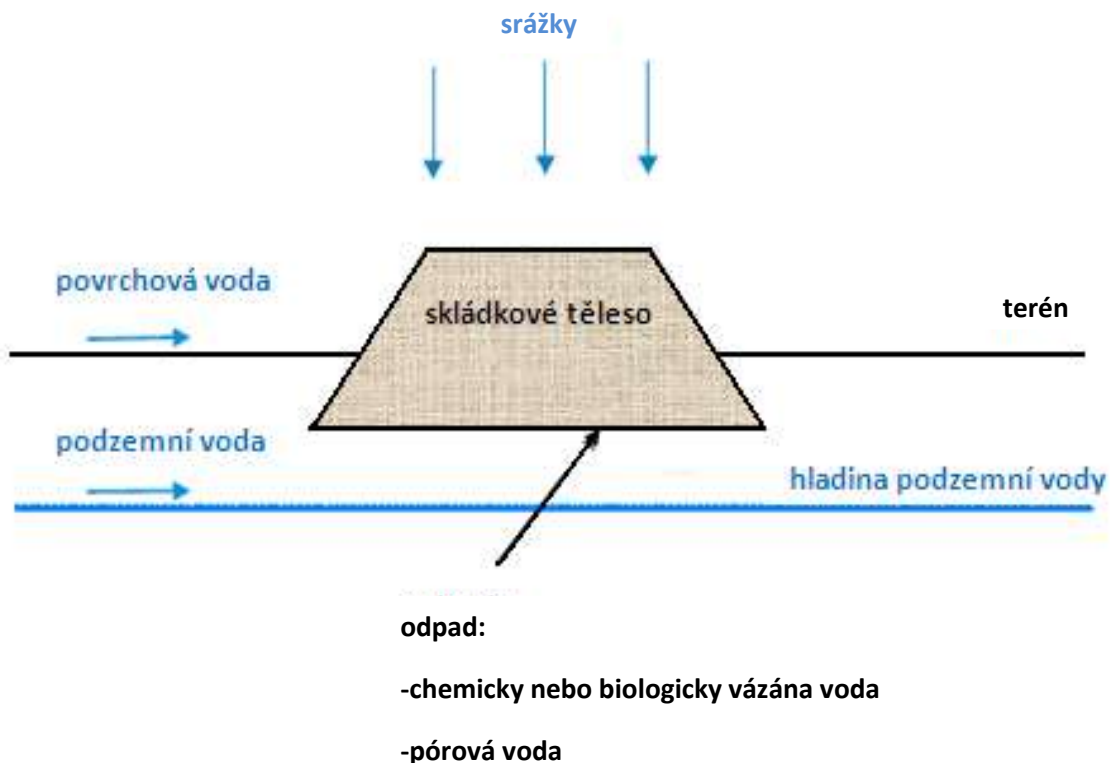 srážky
povrchová voda
skládkové těleso
terén
podzemní voda
hladina podzemní vody
odpad:
-chemicky nebo biologicky vázána voda
-pórová voda